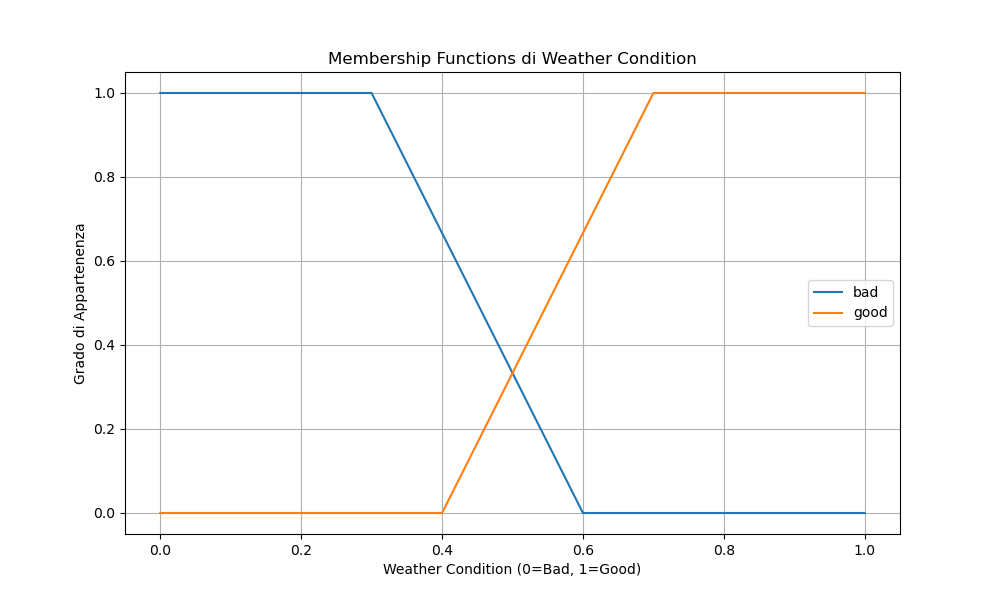 Membership Functions di Weather Condition
Grado di Appartenenza
1.0
0.8
0.6
0.4
0.2
0.0
bad
good
0.0 0.2 0.4 0.6 0.8 1.0
Weather Condition (0=Bad, 1=Good)